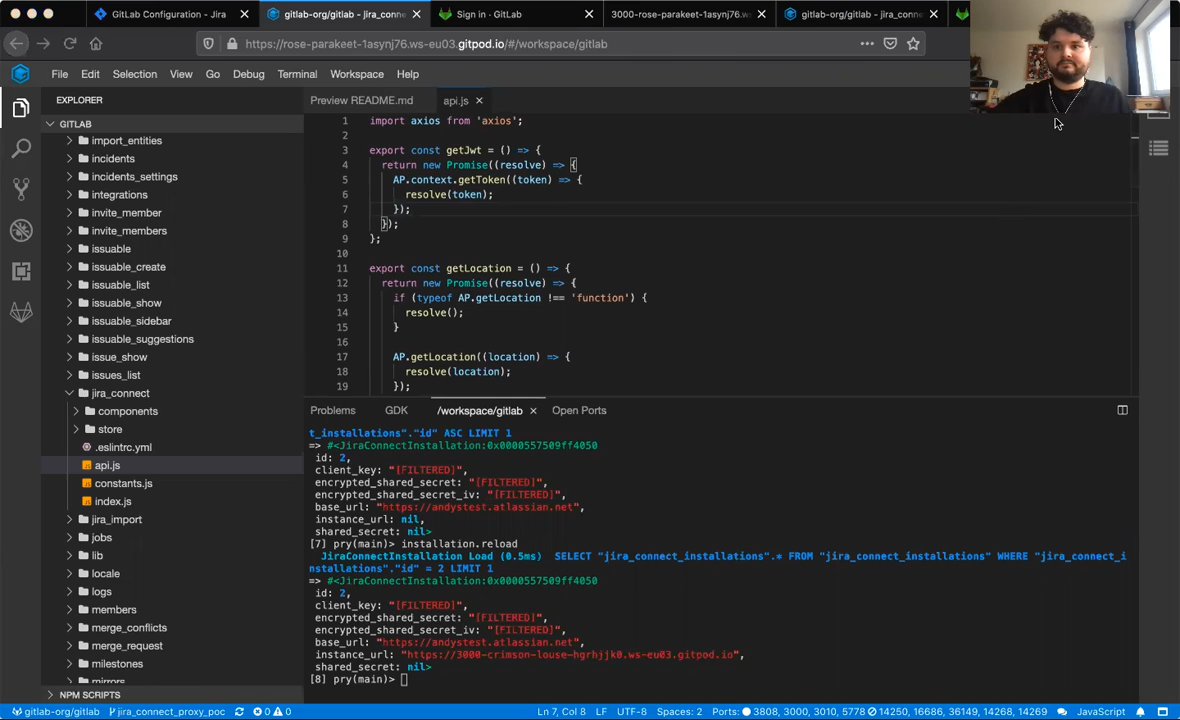 GitLab Configuration - Jira
gitlab-org/gitlab — jira_connec
Sign in · GitLab
3000-rose-parakeet-1asynj76.ws-eu
gitlab-org/gitlab — jira_connec
https://rose-parakeet-1asynj76.ws-eu03.gitpod.io/#/workspace/gitlab
File Edit Selection View Go Debug Terminal Workspace Help
EXPLORER
GITLAB
import_entities
incidents
incidents_settings
integrations
invite_member
invite_members
issuable
issuable_create
issuable_list
issuable_show
issuable_sidebar
issuable_suggestions
issue_show
issues_list
jira_connect
components
store
.eslintrc.yml
api.js
constants.js
index.js
jira_import
jobs
lib
locale
logs
members
merge_conflicts
merge_request
milestones
mirrors
NPM SCRIPTS
Preview README.md
api.js
1 import axios from 'axios';
2
3 export const getJwt = () => {
4 return new Promise((resolve) => {
5 AP.context.getToken((token) => {
6 resolve(token);
7 });
8 });
9 };
10
11 export const getLocation = () => {
12 return new Promise((resolve) => {
13 if (typeof AP.getLocation !== 'function') {
14 resolve();
15 }
16
17 AP.getLocation((location) => {
18 resolve(location);
19 });
Problems GDK /workspace/gitlab Open Ports
t_installations"."id" ASC LIMIT 1
=> #<JiraConnectInstallation:0x0000557509ff4050
id: 2,
client_key: "[FILTERED]",
encrypted_shared_secret: "[FILTERED]",
encrypted_shared_secret_iv: "[FILTERED]",
base_url: "https://andystest.atlassian.net",
instance_url: nil,
shared_secret: nil>
[7] pry(main)> installation.reload
JiraConnectInstallation Load (0.5ms) SELECT "jira_connect_installations".* FROM "jira_connect_installations" WHERE "jira_connect_i
nstallations"."id" = 2 LIMIT 1
=> #<JiraConnectInstallation:0x0000557509ff4050
id: 2,
client_key: "[FILTERED]",
encrypted_shared_secret: "[FILTERED]",
encrypted_shared_secret_iv: "[FILTERED]",
base_url: "https://andystest.atlassian.net",
instance_url: "https://3000-crimson-louse-hgrhjjk0.ws-eu03.gitpod.io",
shared_secret: nil>
[8] pry(main)>
gitlab-org/gitlab jira_connect_proxy_poc 0 0
Ln 7, Col 8 LF UTF-8 Spaces: 2 Ports: 3808, 3000, 3010, 5778 14250, 16686, 36149, 14268, 14269 JavaScript